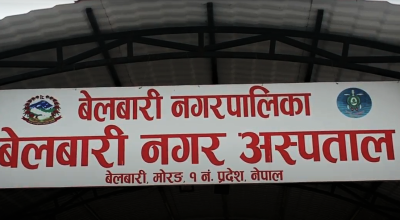 बेलबारी नगरपालिका
बेलबारी नगर अस्पताल
बेलबारी, मोरङ, १ नं. प्रदेश, नेपाल